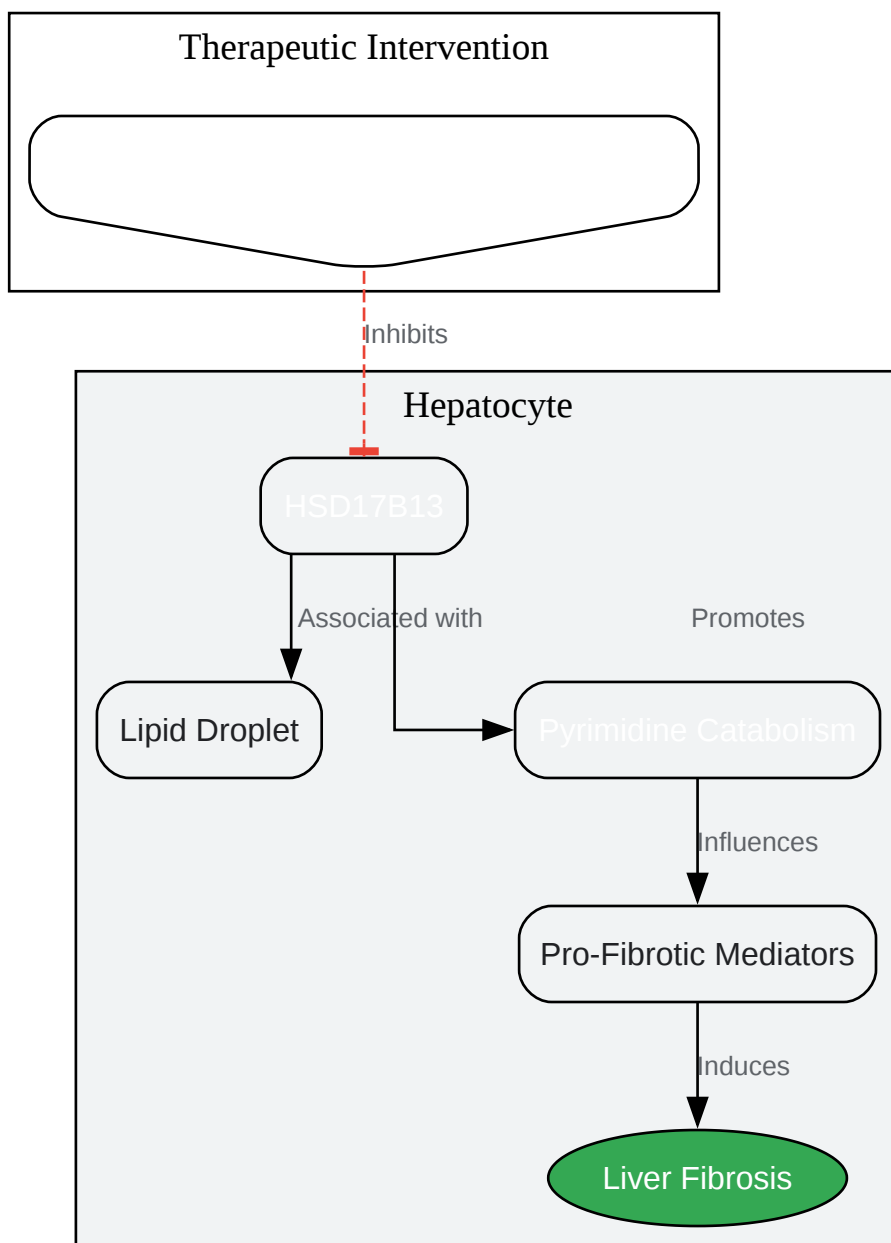 Therapeutic Intervention
Inhibits
Hepatocyte
HSD17B13
Associated with
Promotes
Lipid Droplet
Pyrimidine Catabolism
Influences
Pro-Fibrotic Mediators
Induces
Liver Fibrosis